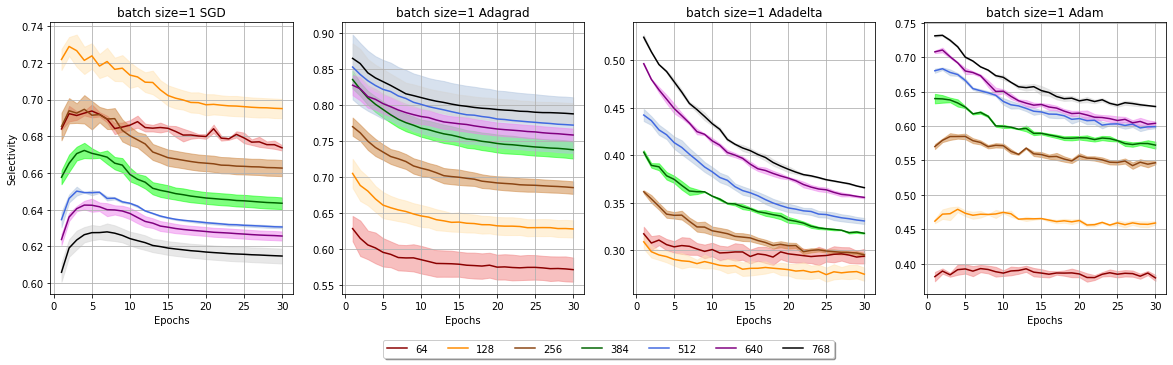 batch size=1 SGD
0.74
0.72
0.70
0.68
0.66
0.64
0.62
0.60
Selectivity
0 5 10 15 20 25 30
Epochs
batch size=1 Adagrad
0.90
0.85
0.80
0.75
0.70
0.65
0.60
0.55
0 5 10 15 20 25 30
Epochs
batch size=1 Adadelta
0.50
0.45
0.40
0.35
0.30
0 5 10 15 20 25 30
Epochs
batch size=1 Adam
0.75
0.70
0.65
0.60
0.55
0.50
0.45
0.40
0 5 10 15 20 25 30
Epochs
64 128 256 384 512 640 768